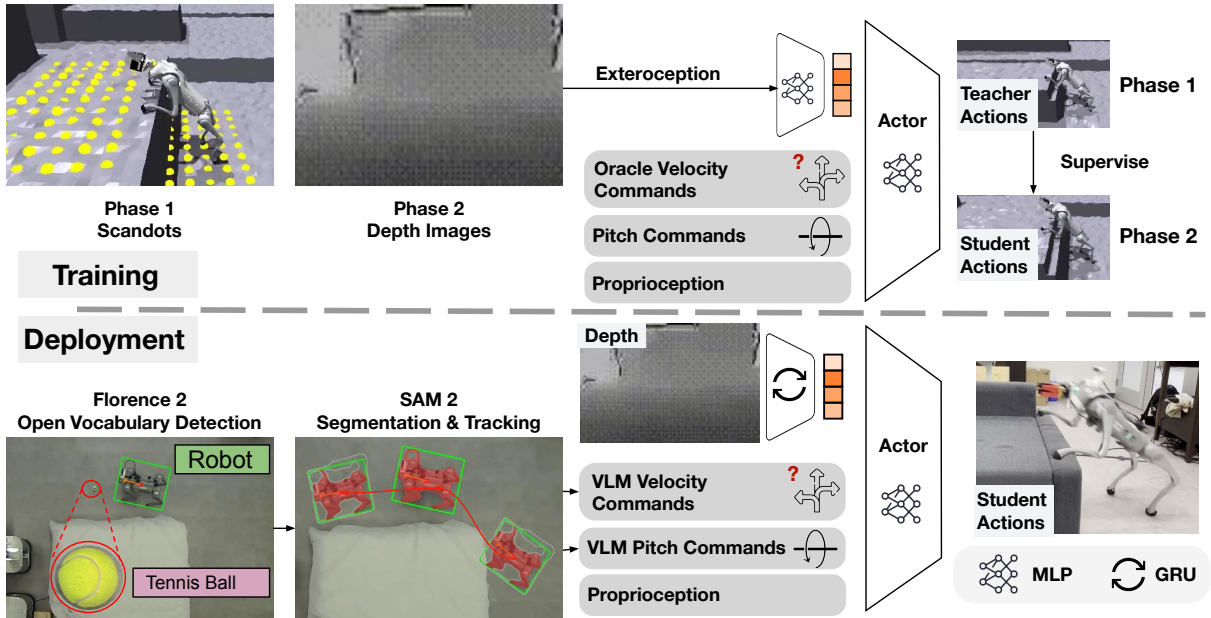 Phase 1
Scandots
Phase 2
Depth Images
Exteroception
Oracle Velocity
Commands
?
Pitch Commands
Proprioception
Actor
Teacher
Actions
Phase 1
Supervise
Student
Actions
Phase 2
Training
Deployment
Florence 2
Open Vocabulary Detection
Robot
Tennis Ball
SAM 2
Segmentation & Tracking
Depth
VLM Velocity
Commands
?
VLM Pitch Commands
Proprioception
Actor
Student
Actions
MLP
GRU